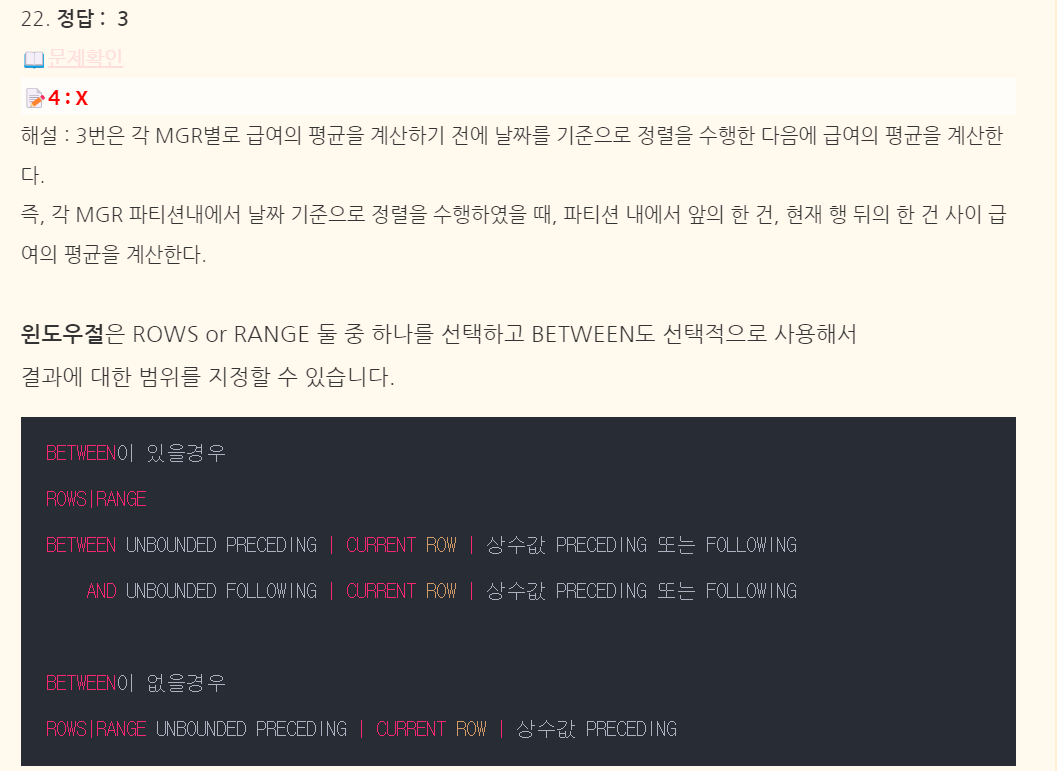 22. 정답 : 3
문제확인
4 : X
해설 : 3번은 각 MGR별로 급여의 평균을 계산하기 전에 날짜를 기준으로 정렬을 수행한 다음에 급여의 평균을 계산한
다.
즉, 각 MGR 파티션내에서 날짜 기준으로 정렬을 수행하였을 때, 파티션 내에서 앞의 한 건, 현재 행 뒤의 한 건 사이 급
여의 평균을 계산한다.
윈도우절은 ROWS or RANGE 둘 중 하나를 선택하고 BETWEEN도 선택적으로 사용해서
결과에 대한 범위를 지정할 수 있습니다.
BETWEEN이 있을경우
ROWS|RANGE
BETWEEN UNBOUNDED PRECEDING | CURRENT ROW | 상수값 PRECEDING 또는 FOLLOWING
AND UNBOUNDED FOLLOWING | CURRENT ROW | 상수값 PRECEDING 또는 FOLLOWING
BETWEEN이 없을경우
ROWS|RANGE UNBOUNDED PRECEDING | CURRENT ROW | 상수값 PRECEDING